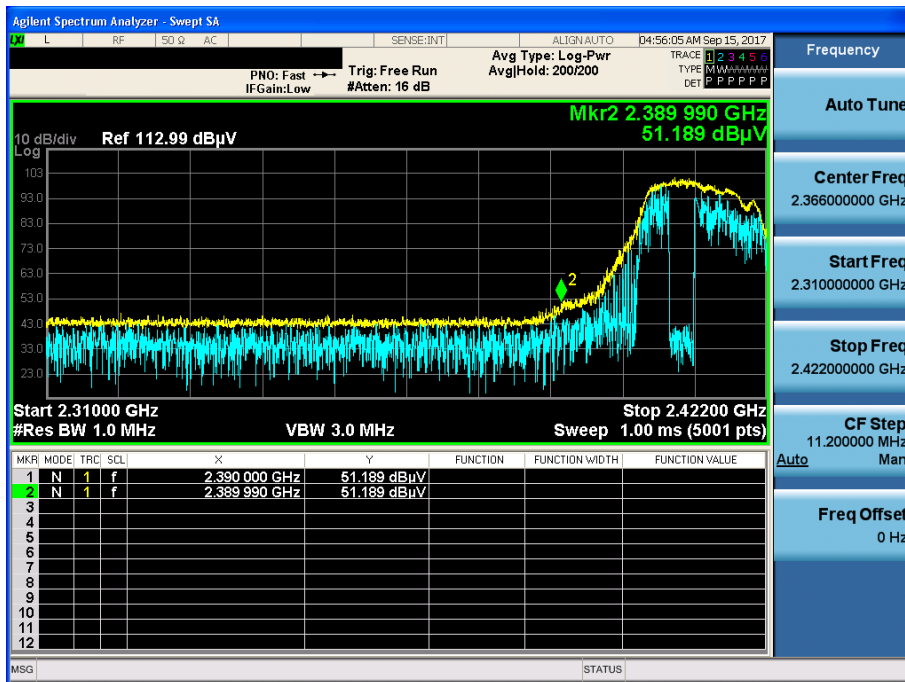 Agilent Spectrum Analyzer - Swept SA
LXI L RF 50 Ω AC SENSE:INT ALIGN AUTO 04:56:05 AM Sep 15, 2017
Frequency
PNO: Fast
IFGain:Low
Trig: Free Run
#Atten: 16 dB
Avg Type: Log-Pwr
Avg|Hold: 200/200
TRACE 1 2 3 4 5 6
TYPE MWWWWW
DET P P P P P P
Mkr2 2.389 990 GHz
51.189 dBµV
10 dB/div Ref 112.99 dBµV
Log
103
93.0
83.0
73.0
63.0
53.0
43.0
33.0
23.0
2
Start 2.31000 GHz Stop 2.42200 GHz
#Res BW 1.0 MHz VBW 3.0 MHz Sweep 1.00 ms (5001 pts)
MKR MODE TRC SCL X Y FUNCTION FUNCTION WIDTH FUNCTION VALUE
1 N 1 f 2.390 000 GHz 51.189 dBµV
2 N 1 f 2.389 990 GHz 51.189 dBµV
3
4
5
6
7
8
9
10
11
12
MSG STATUS
Auto Tune
Center Freq
2.366000000 GHz
Start Freq
2.310000000 GHz
Stop Freq
2.422000000 GHz
CF Step
11.200000 MHz
Auto Man
Freq Offset
0 Hz